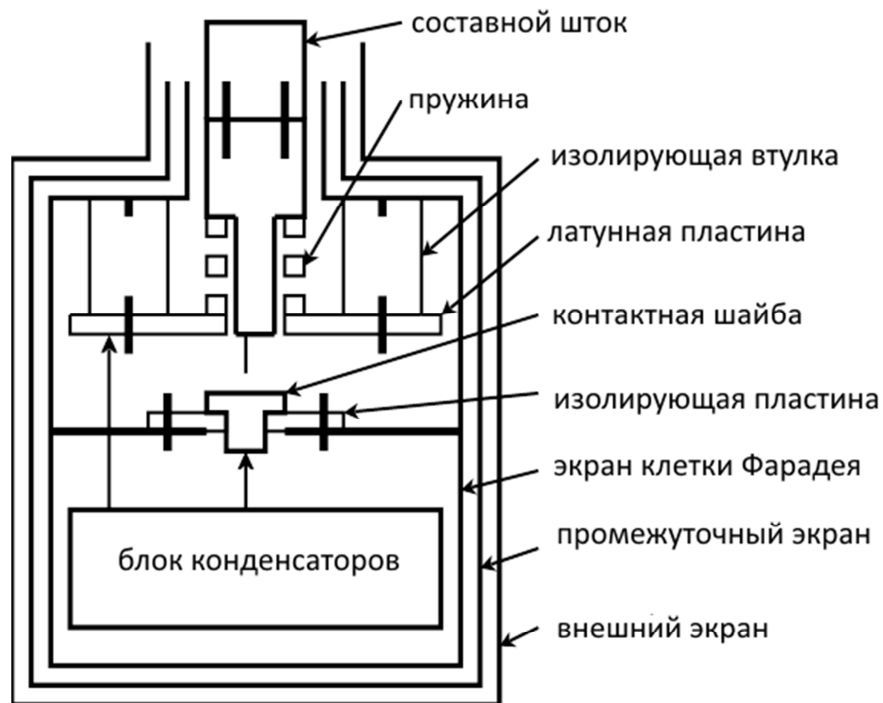 составной шток
пружина
изолирующая втулка
латунная пластина
контактная шайба
изолирующая пластина
экран клетки Фарадея
промежуточный экран
блок конденсаторов
внешний экран